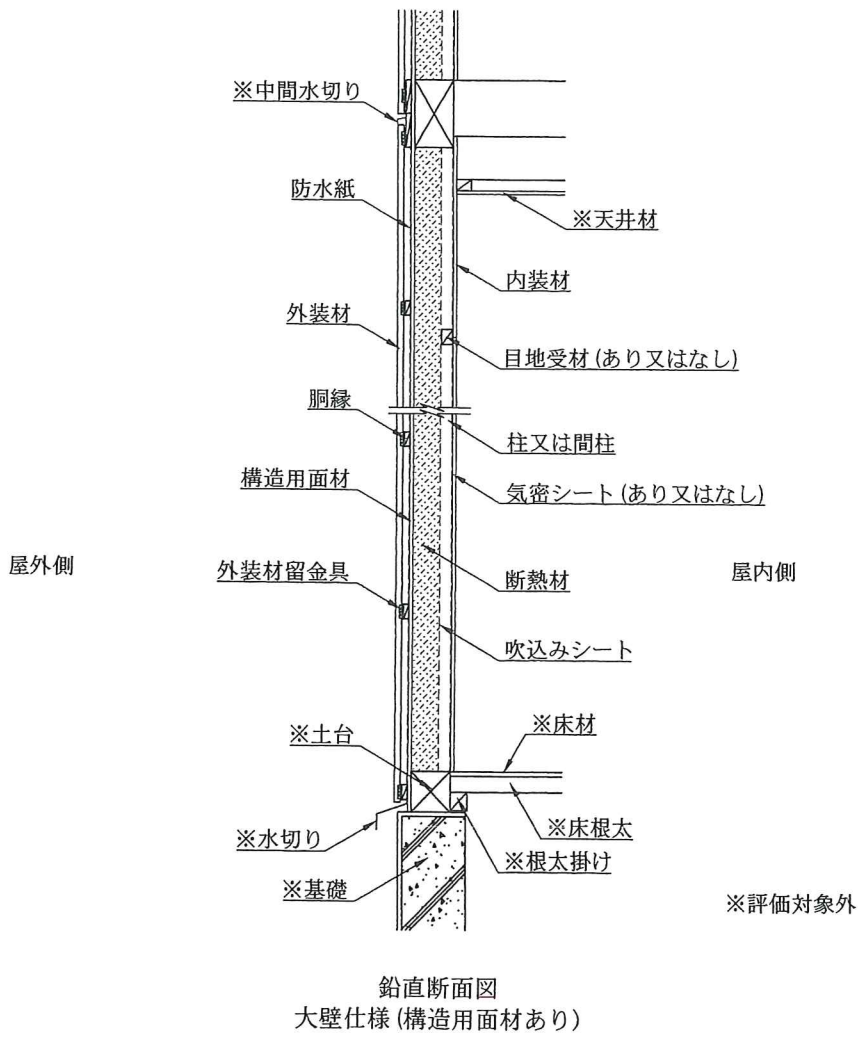 ※中間水切り
防水紙
※天井材
内装材
外装材
目地受材(あり又はなし)
胴縁
柱又は間柱
構造用面材
気密シート(あり又はなし)
屋外側
外装材留金具
断熱材
屋内側
吹込みシート
※土台
※床材
※水切り
※床根太
※根太掛け
※基礎
※評価対象外
鉛直断面図
大壁仕様(構造用面材あり)